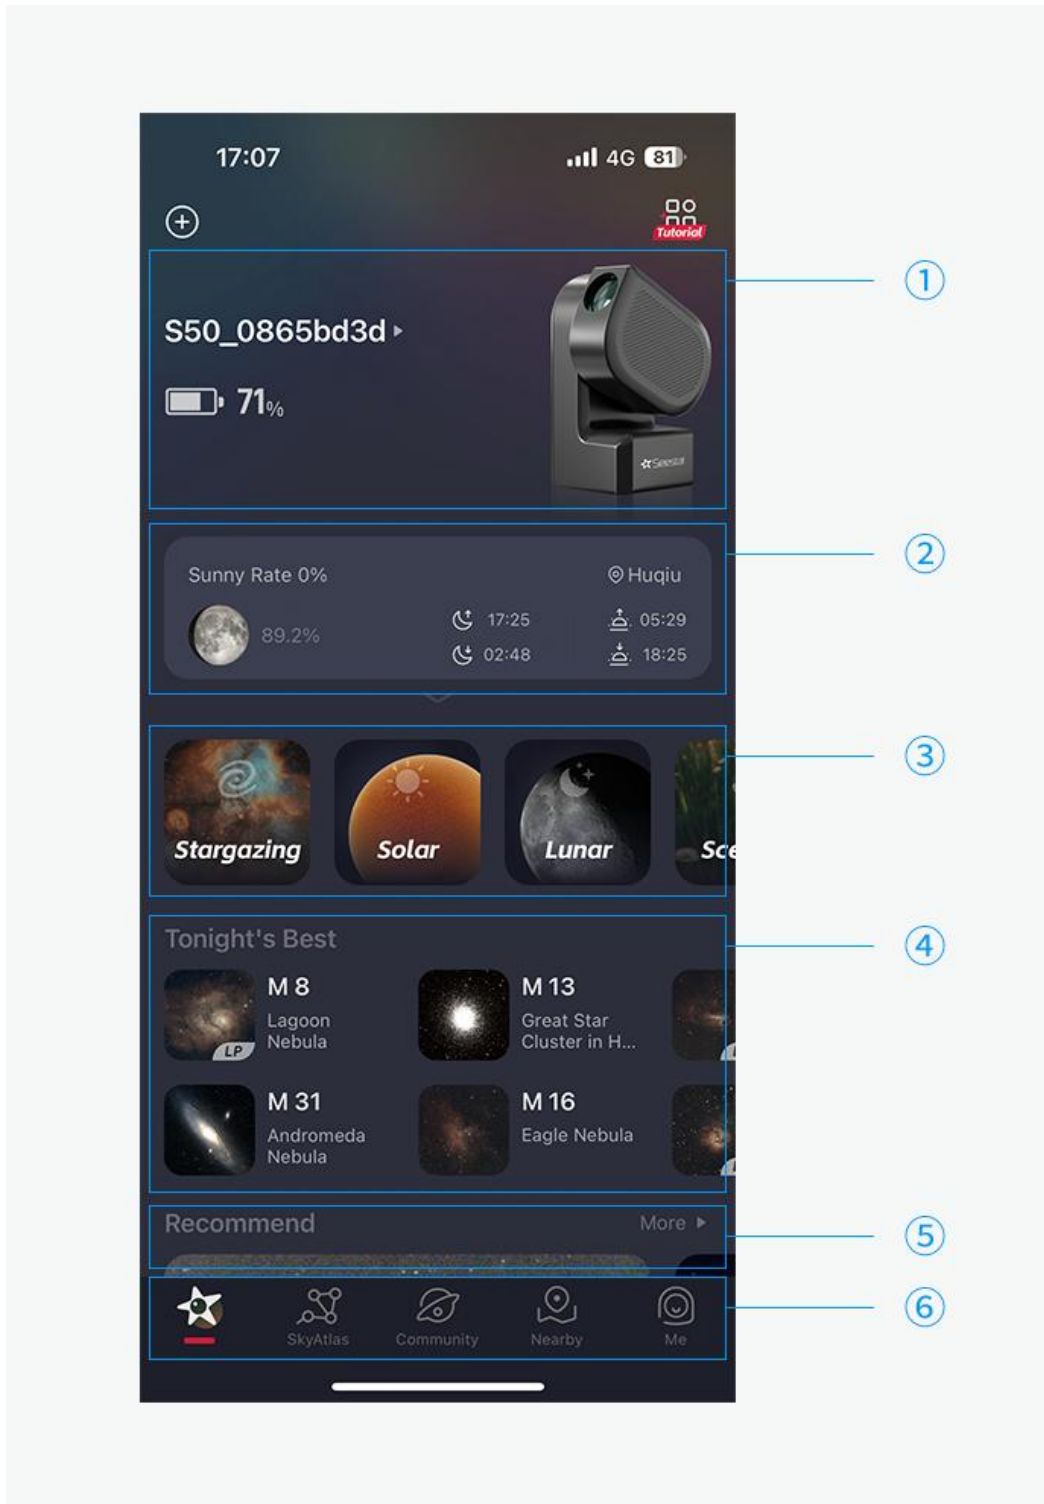 17:07 4G 81
Tutorial
①
S50_0865bd3d
71%
Seestar
②
Sunny Rate 0% Huqiu
89.2% 17:25 05:29
02:48 18:25
③
Stargazing Solar Lunar Sce
④
Tonight's Best
M 8 M 13
Lagoon Great Star
Nebula Cluster in H...
LP
M 31 M 16
Andromeda Eagle Nebula
Nebula
⑤
Recommend More
⑥
SkyAtlas Community Nearby Me